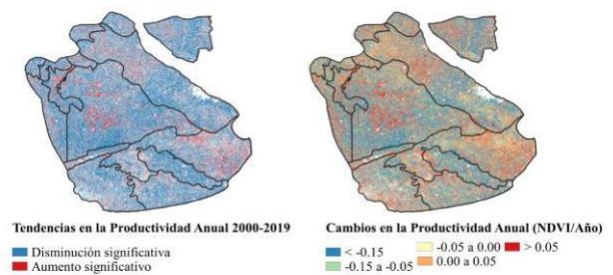 Tendencias en la Productividad Anual 2000-2019
Disminución significativa
Aumento significativo
Cambios en la Productividad Anual (NDVI/Año)
< -0.15
-0.15 a -0.05
-0.05 a 0.00
0.00 a 0.05
> 0.05